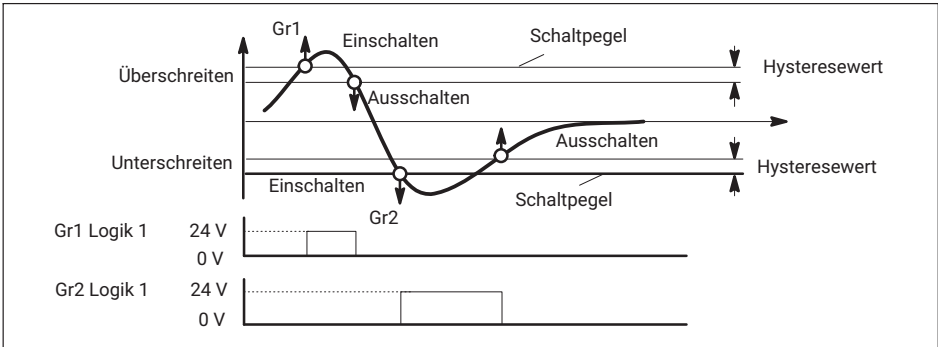 Gr1
Einschalten
Schaltpegel
Überschreiten
Hysteresewert
Ausschalten
Unterschreiten
Ausschalten
Hysteresewert
Einschalten
Schaltpegel
Gr2
Gr1 Logik 1 24 V
0 V
Gr2 Logik 1 24 V
0 V